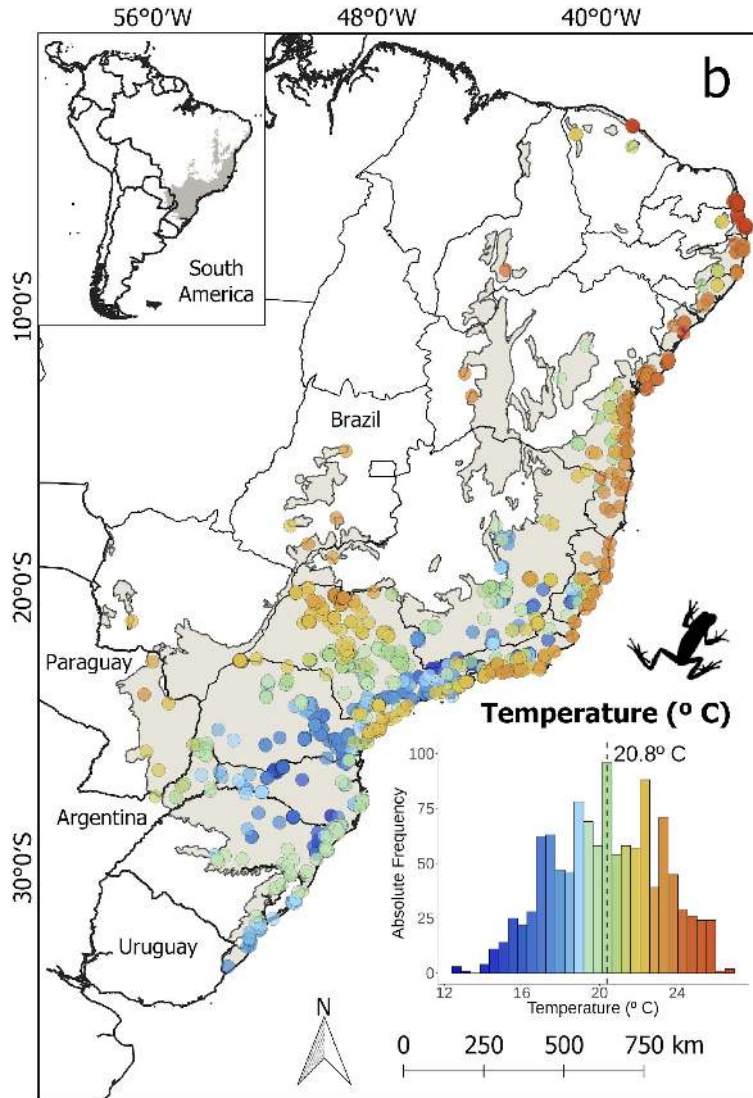 56°0'W 48°0'W 40°0'W
b
South
America
10°0'S
Brazil
20°0'S
Paraguay
Temperature (º C)
20.8º C
100
75
50
25
0
Absolute Frequency
12 16 20 24
Temperature (º C)
Argentina
30°0'S
Uruguay
N
0 250 500 750 km